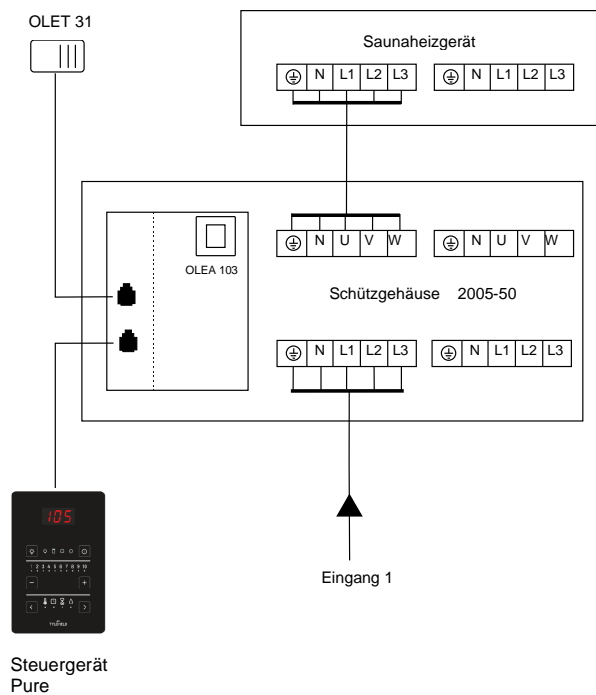 OLET 31
Saunaheizgerät
N L1 L2 L3
N L1 L2 L3
N U V W
N U V W
OLEA 103
Schützgehäuse 2005-50
N L1 L2 L3
N L1 L2 L3
105
1 2 3 4 5 6 7 8 9 10
TYLÖHELO
Eingang 1
Steuergerät
Pure